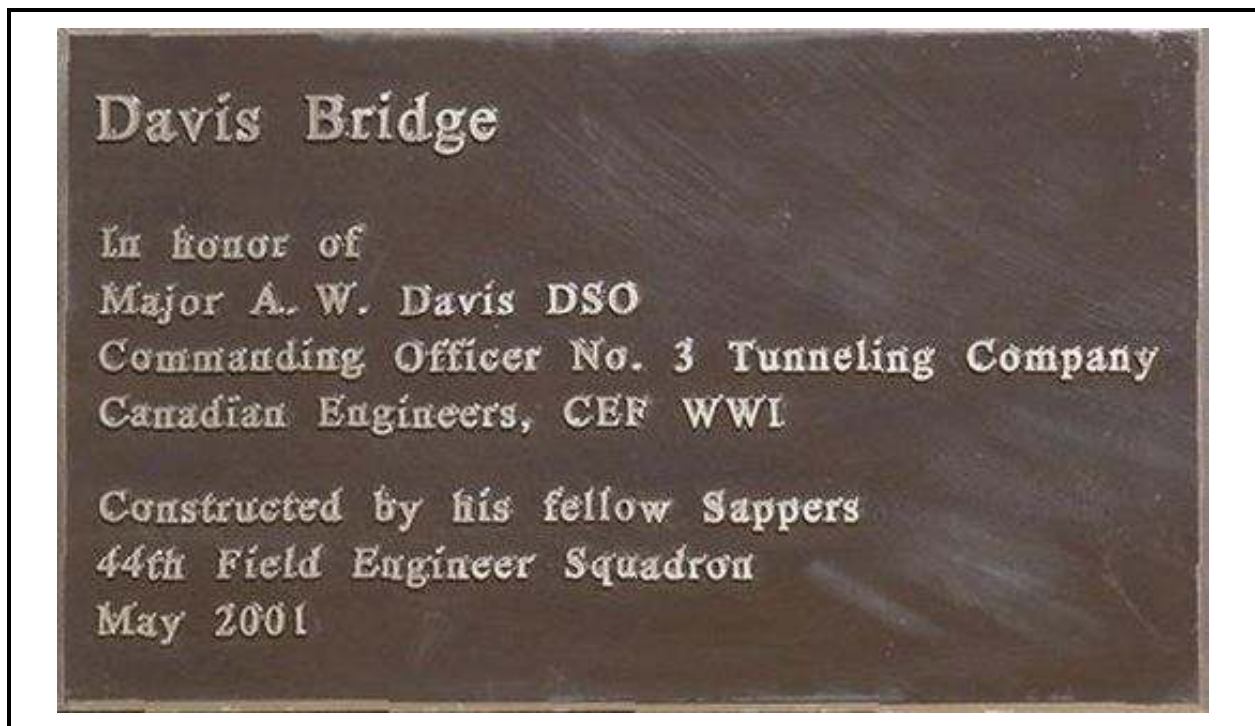 Davis Bridge
In honor of
Major A. W. Davis DSO
Commanding Officer No. 3 Tunneling Company
Canadian Engineers, CEF WWI
Constructed by his fellow Sappers
44th Field Engineer Squadron
May 2001